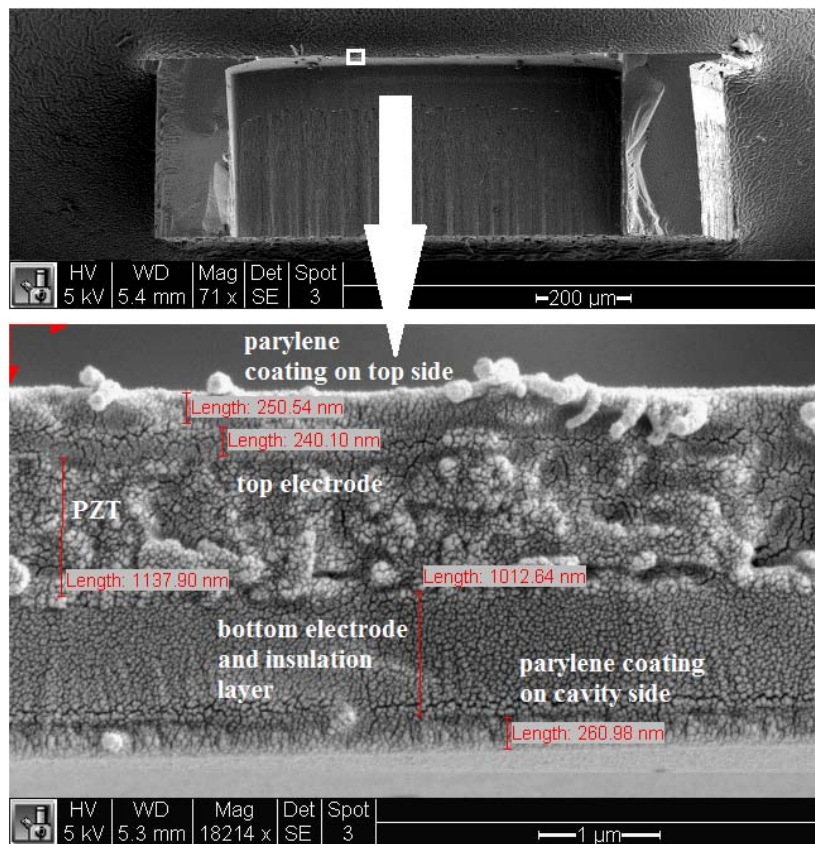 HV WD Mag Det Spot
5 kV 5.4 mm 71 x SE 3
200 µm
parylene
coating on top side
Length: 250.54 nm
Length: 240.10 nm
top electrode
PZT
Length: 1137.90 nm
Length: 1012.64 nm
bottom electrode
and insulation
layer
parylene coating
on cavity side
Length: 260.98 nm
HV WD Mag Det Spot
5 kV 5.3 mm 18214 x SE 3
1 µm